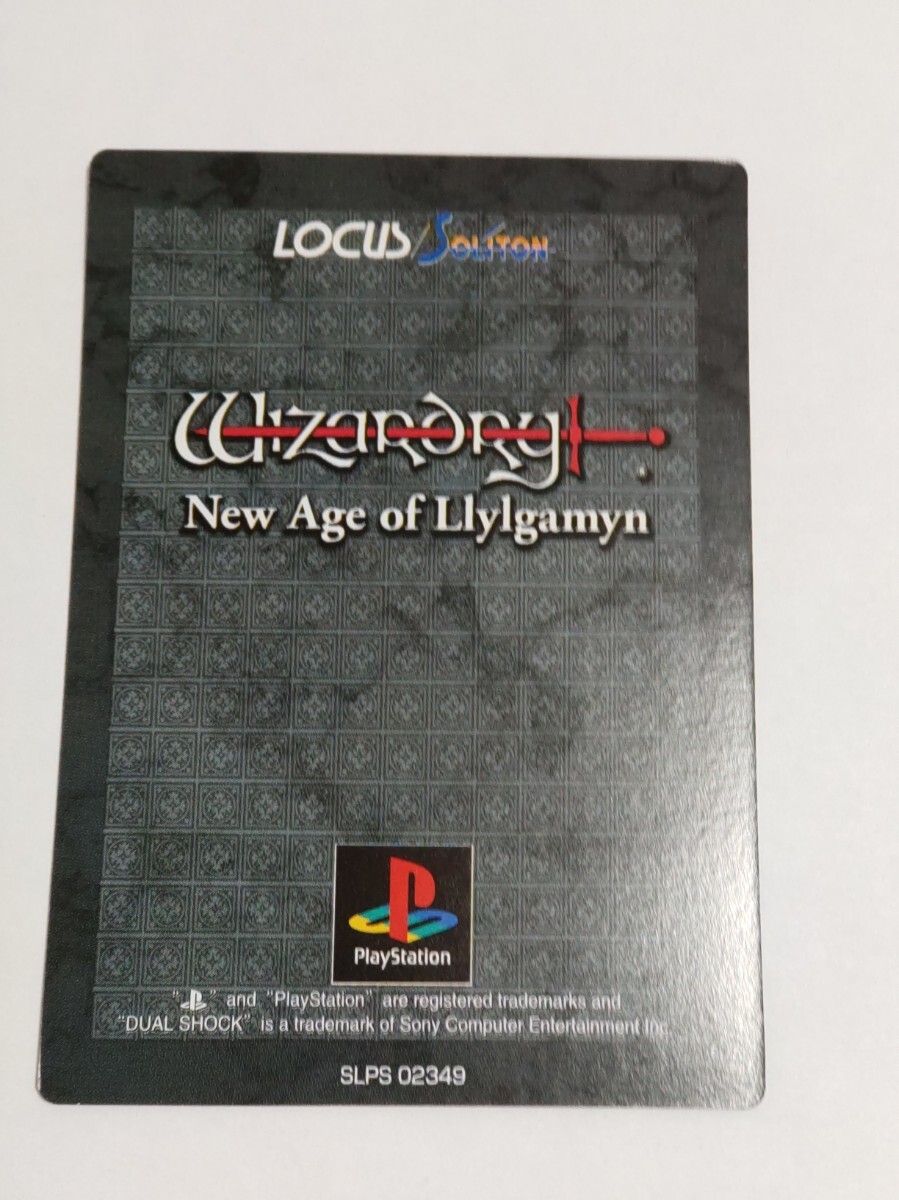 LOCUS/SOLITON
Wizardry
New Age of Llylgamyn
PlayStation
" " and "PlayStation" are registered trademarks and
"DUAL SHOCK" is a trademark of Sony Computer Entertainment Inc.
SLPS 02349